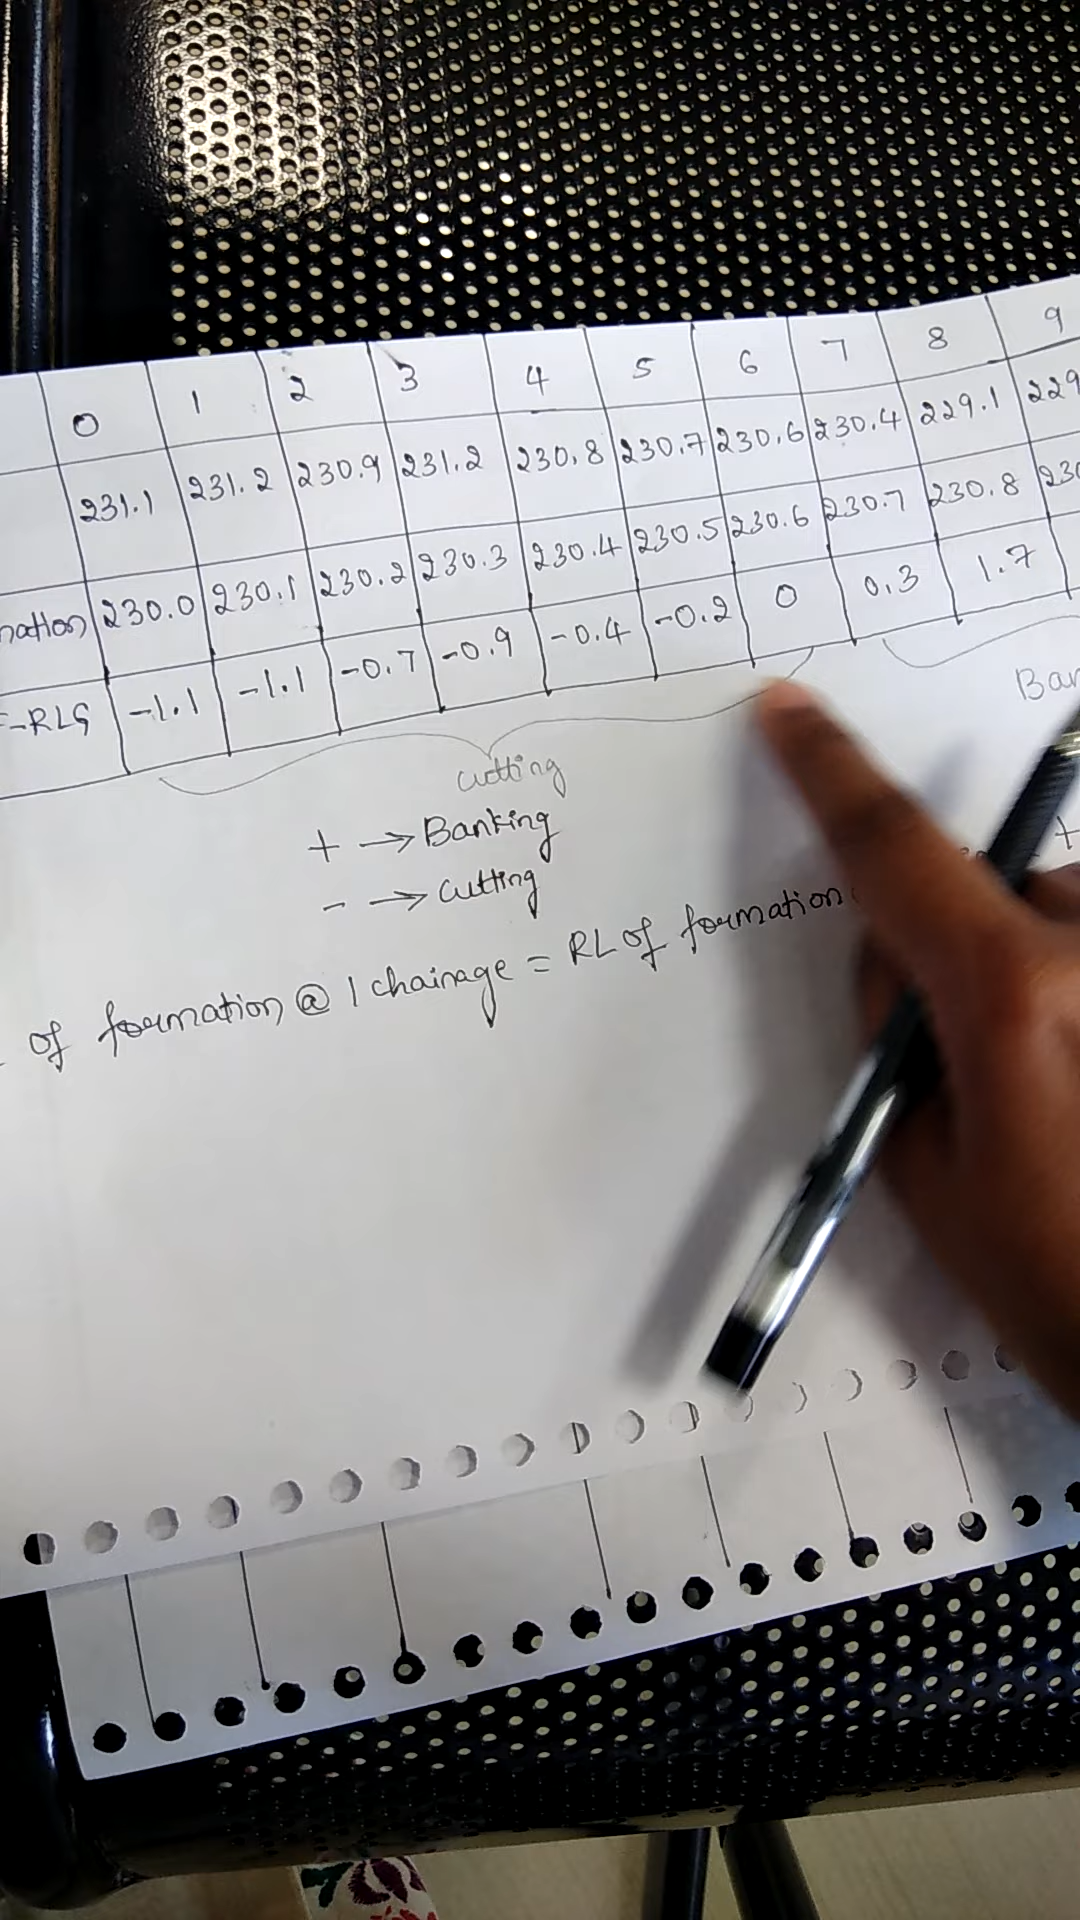 0 1 2 3 4 5 6 7 8 9
231.1 231.2 230.9 231.2 230.8 230.7 230.6 230.4 229.1 229
nation 230.0 230.1 230.2 230.3 230.4 230.5 230.6 230.7 230.8 230
-RLG -1.1 -1.1 -0.7 -0.9 -0.4 -0.2 0 0.3 1.7
cutting Ban
+ → Banking
- → cutting
+
of formation @ 1 chainage = RL of formation